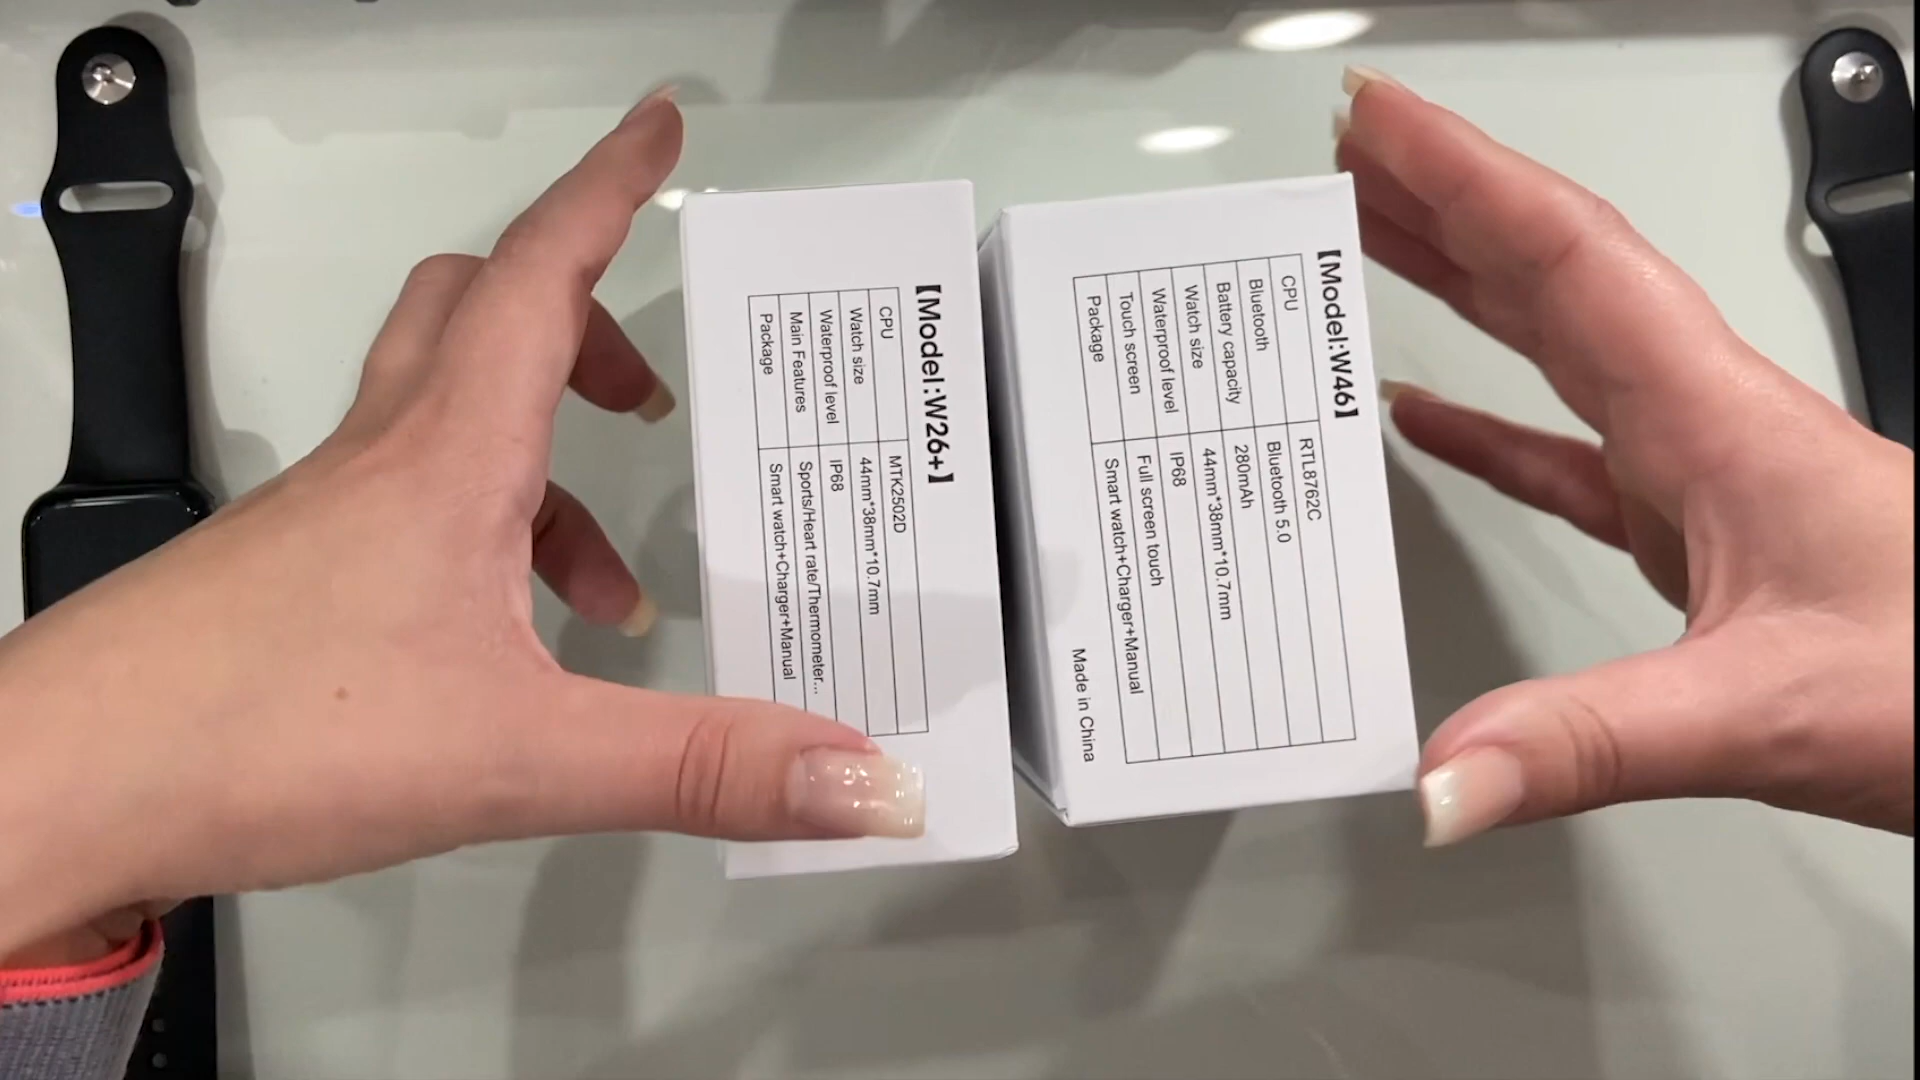 【Model:W26+】
CPU MTK2502D
Watch size 44mm*38mm*10.7mm
Waterproof level IP68
Main Features Sports/Heart rate/Thermometer...
Package Smart watch+Charger+Manual
【Model:W46】
CPU RTL8762C
Bluetooth Bluetooth 5.0
Battery capacity 280mAh
Watch size 44mm*38mm*10.7mm
Waterproof level IP68
Touch screen Full screen touch
Package Smart watch+Charger+Manual
Made in China